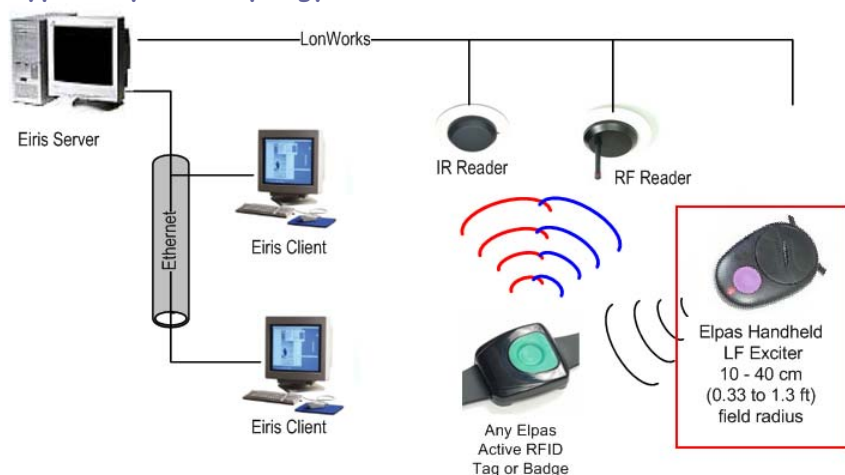 LonWorks
Eiris Server
IR Reader
RF Reader
Ethernet
Eiris Client
Eiris Client
Elpas Handheld
LF Exciter
10 - 40 cm
(0.33 to 1.3 ft)
field radius
Any Elpas
Active RFID
Tag or Badge